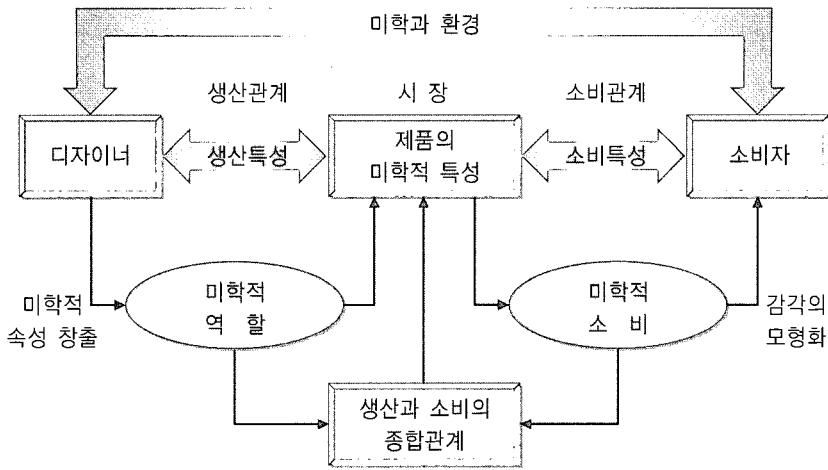 미학과 환경
생산관계
시 장
소비관계
디자이너
생산특성
제품의
미학적 특성
소비특성
소비자
미학적
속성 창출
미학적
역 할
미학적
소 비
감각의
모형화
생산과 소비의
종합관계